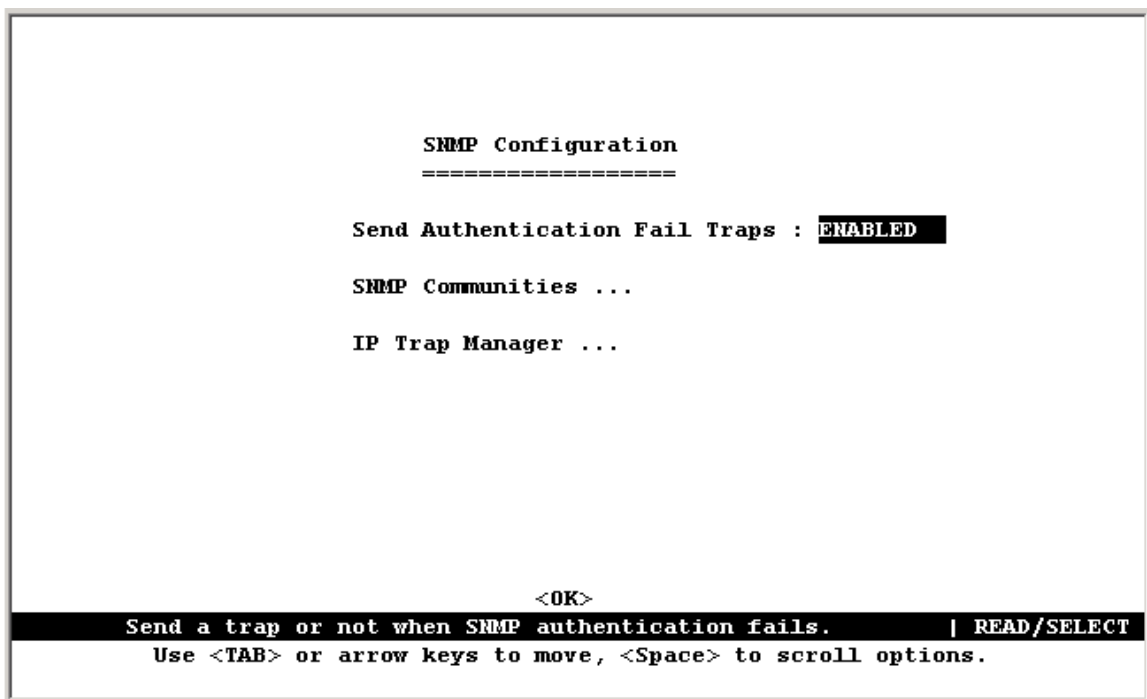 SNMP Configuration
==================
Send Authentication Fail Traps : ENABLED
SNMP Communities ...
IP Trap Manager ...
<OK>
Send a trap or not when SNMP authentication fails. | READ/SELECT
Use <TAB> or arrow keys to move, <Space> to scroll options.